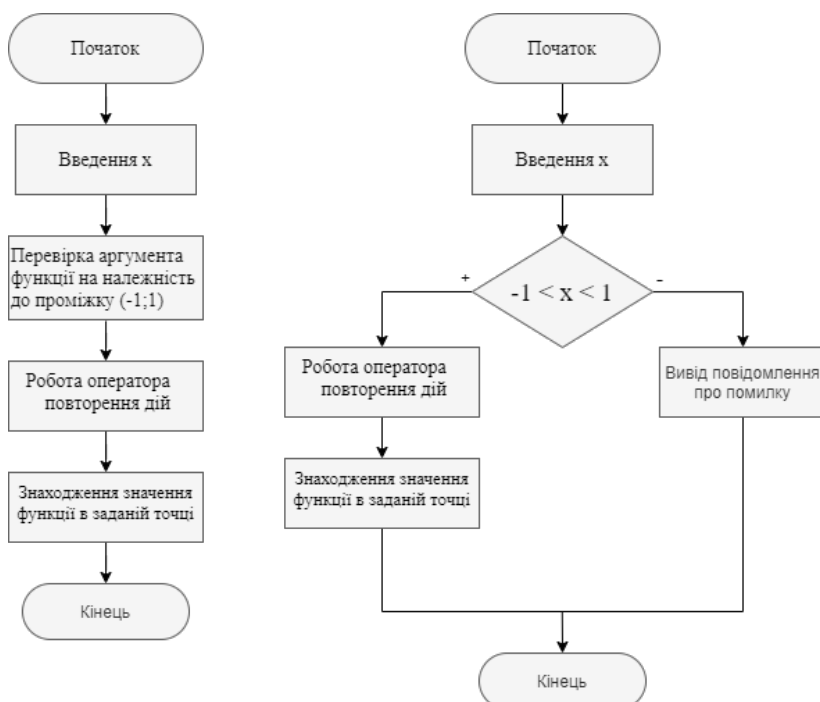 Початок
Введення х
Перевірка аргумента
функції на належність
до проміжку (-1;1)
Робота оператора
повторення дій
Знаходження значення
функції в заданій точці
Кінець
Початок
Введення х
-1 < x < 1
+
-
Робота оператора
повторення дій
Знаходження значення
функції в заданій точці
Вивід повідомлення
про помилку
Кінець